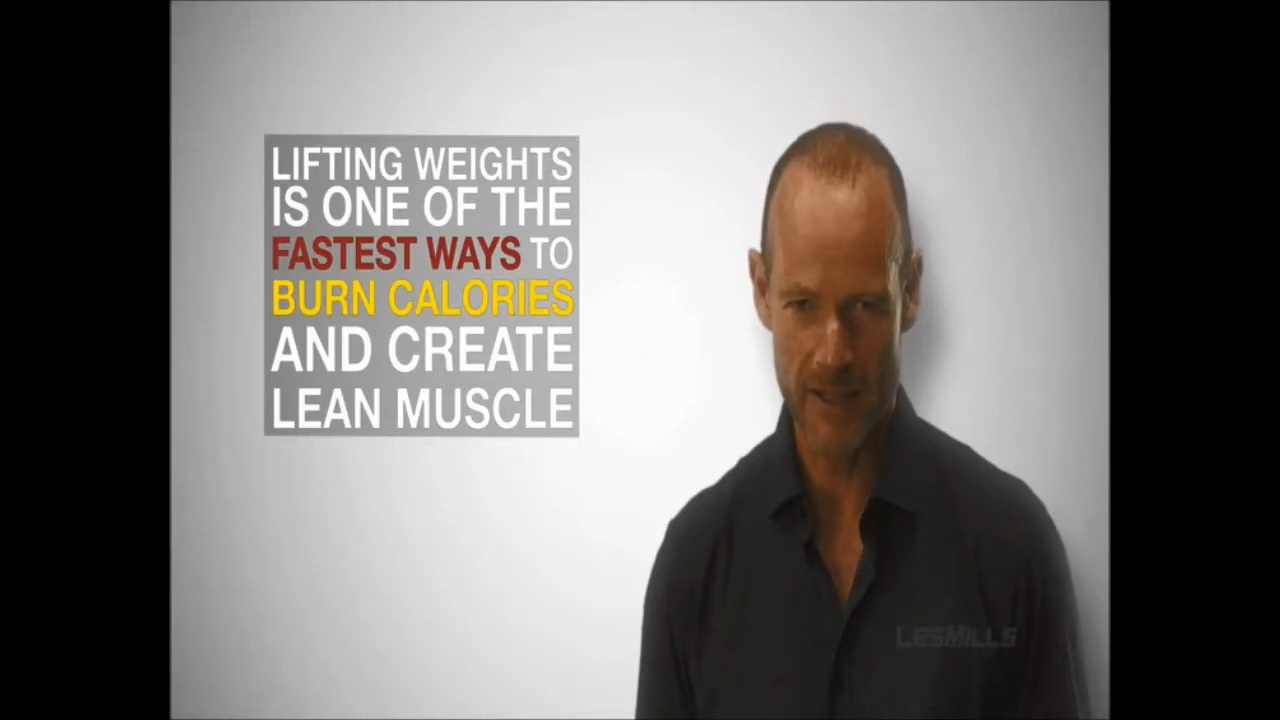 LIFTING WEIGHTS
IS ONE OF THE
FASTEST WAYS TO
BURN CALORIES
AND CREATE
LEAN MUSCLE
LESMILLS